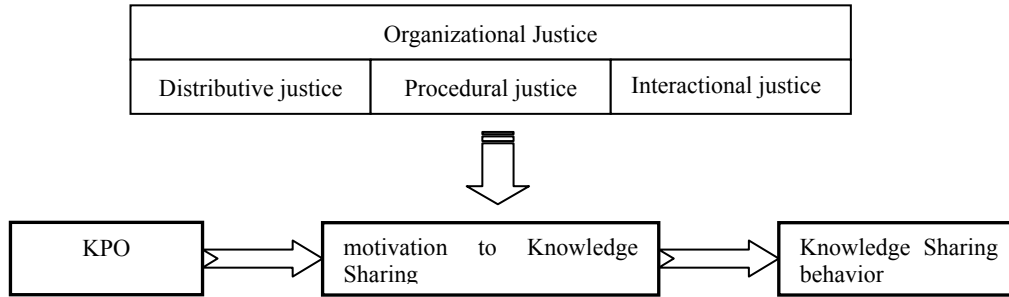 Organizational Justice
Distributive justice
Procedural justice
Interactional justice
KPO
motivation to Knowledge
Sharing
Knowledge Sharing
behavior